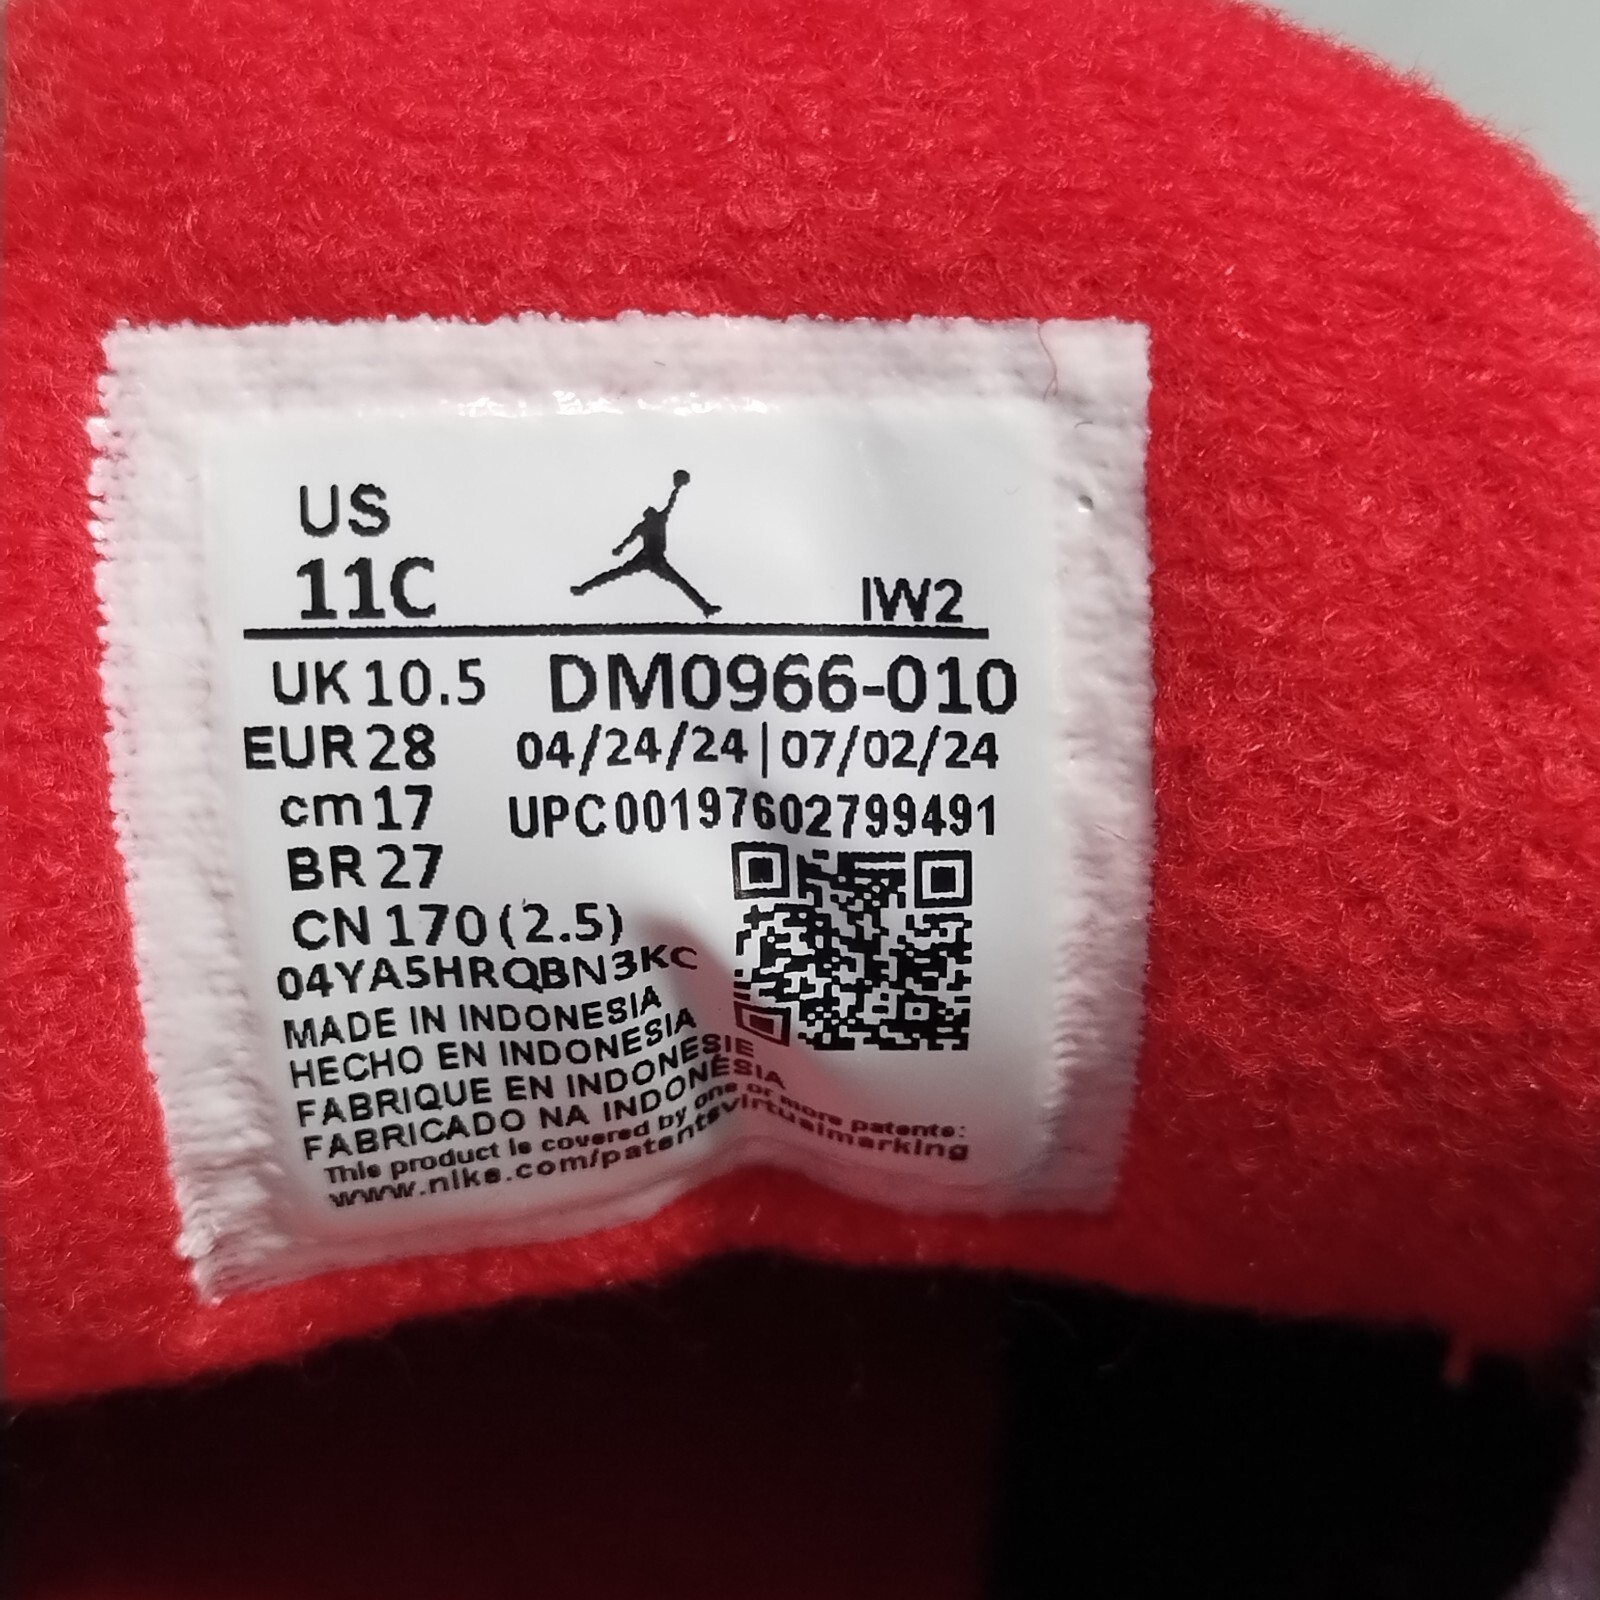 US
11C
IW2
UK 10.5 DM0966-010
EUR 28 04/24/24 | 07/02/24
cm 17 UPC00197602799491
BR 27
CN 170 (2.5)
04YA5HRQBN3KC
MADE IN INDONESIA
HECHO EN INDONESIA
FABRIQUE EN INDONESIE
FABRICADO NA INDONÉSIA
This product is covered by one or more patents:
www.nike.com/patentsvirtualmarking